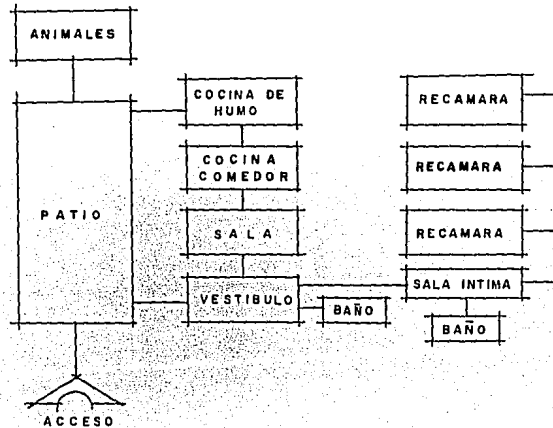 ANIMALES
COCINA DE
HUMO
RECAMARA
COCINA
COMEDOR
RECAMARA
PATIO
SALA
RECAMARA
VESTIBULO
SALA INTIMA
BAÑO
BAÑO
ACCESO